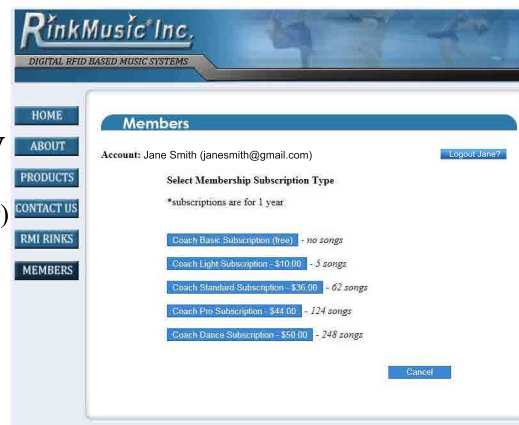 RinkMusic Inc.
DIGITAL RFID BASED MUSIC SYSTEMS
HOME
ABOUT
PRODUCTS
CONTACT US
RMI RINKS
MEMBERS
Members
Account: Jane Smith (janesmith@gmail.com)
Logout Jane?
Select Membership Subscription Type
*subscriptions are for 1 year
Coach Basic Subscription (free) - no songs
Coach Light Subscription - $10.00 - 5 songs
Coach Standard Subscription - $36.00 - 62 songs
Coach Pro Subscription - $44.00 - 124 songs
Coach Dance Subscription - $50.00 - 248 songs
Cancel